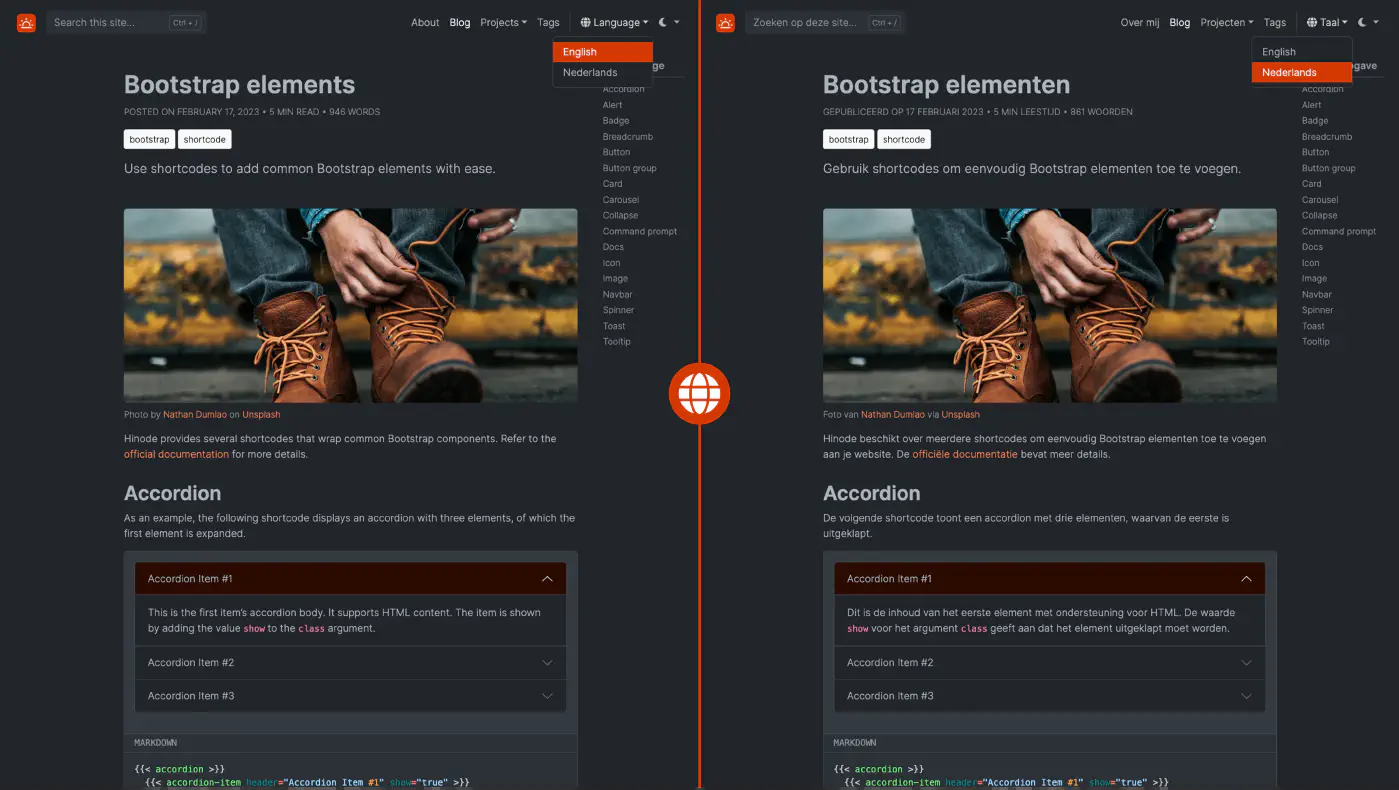 Search this site... Ctrl + /
About Blog Projects Tags Language
English
Nederlands
Bootstrap elements
POSTED ON FEBRUARY 17, 2023 • 5 MIN READ • 946 WORDS
bootstrap shortcode
Use shortcodes to add common Bootstrap elements with ease.
Photo by Nathan Dumlao on Unsplash
Hinode provides several shortcodes that wrap common Bootstrap components. Refer to the
official documentation for more details.
Accordion
As an example, the following shortcode displays an accordion with three elements, of which the
first element is expanded.
Accordion Item #1
This is the first item's accordion body. It supports HTML content. The item is shown
by adding the value show to the class argument.
Accordion Item #2
Accordion Item #3
MARKDOWN
{{< accordion >}}
{{< accordion-item header="Accordion Item #1" show="true" >}}
Accordion
Alert
Badge
Breadcrumb
Button
Button group
Card
Carousel
Collapse
Command prompt
Docs
Icon
Image
Navbar
Spinner
Toast
Tooltip
Zoeken op deze site... Ctrl + /
Over mij Blog Projecten Tags Taal
English
Nederlands
Bootstrap elementen
GEPUBLICEERD OP 17 FEBRUARI 2023 • 5 MIN LEESTIJD • 861 WOORDEN
bootstrap shortcode
Gebruik shortcodes om eenvoudig Bootstrap elementen toe te voegen.
Foto van Nathan Dumlao via Unsplash
Hinode beschikt over meerdere shortcodes om eenvoudig Bootstrap elementen toe te voegen
aan je website. De officiële documentatie bevat meer details.
Accordion
De volgende shortcode toont een accordion met drie elementen, waarvan de eerste is
uitgeklapt.
Accordion Item #1
Dit is de inhoud van het eerste element met ondersteuning voor HTML. De waarde
show voor het argument class geeft aan dat het element uitgeklapt moet worden.
Accordion Item #2
Accordion Item #3
MARKDOWN
{{< accordion >}}
{{< accordion-item header="Accordion Item #1" show="true" >}}
Accordion
Alert
Badge
Breadcrumb
Button
Button group
Card
Carousel
Collapse
Command prompt
Docs
Icon
Image
Navbar
Spinner
Toast
Tooltip